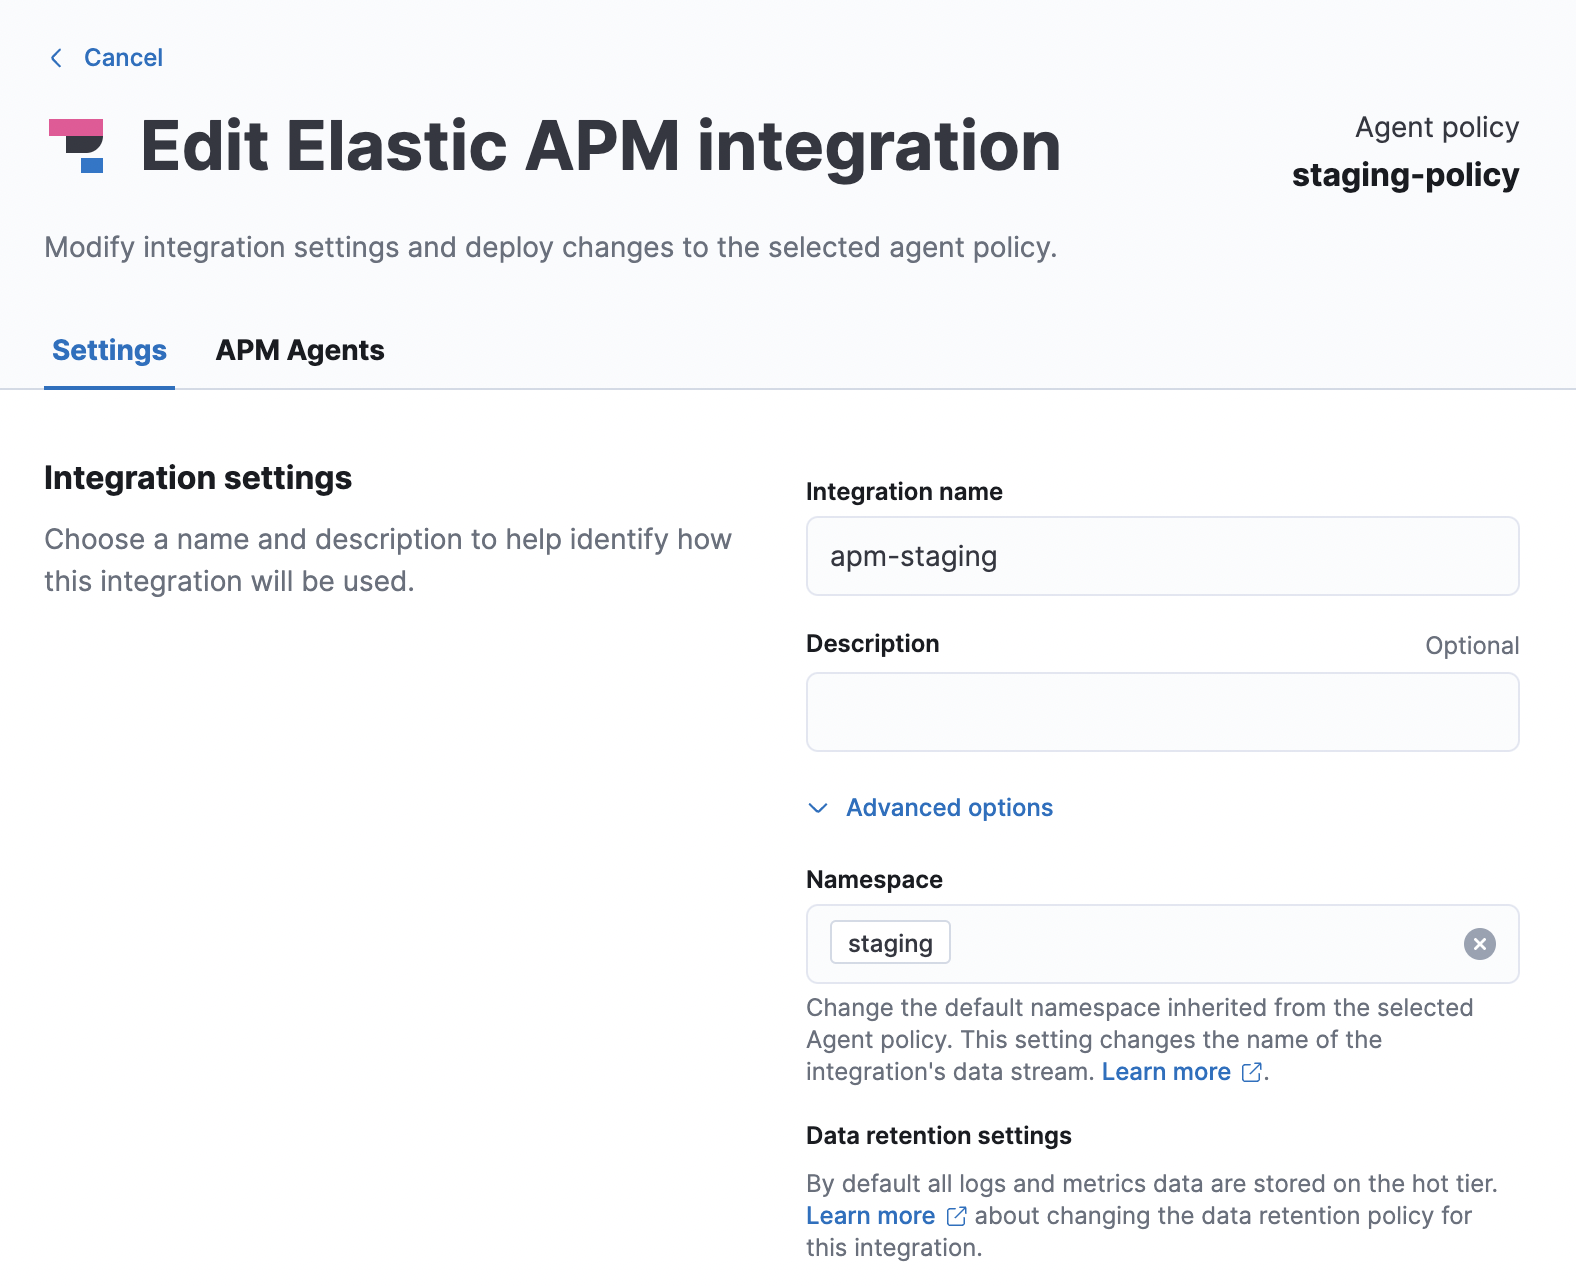 Cancel
Edit Elastic APM integration
Agent policy
staging-policy
Modify integration settings and deploy changes to the selected agent policy.
Settings
APM Agents
Integration settings
Choose a name and description to help identify how
this integration will be used.
Integration name
apm-staging
Description
Optional
Advanced options
Namespace
staging
Change the default namespace inherited from the selected
Agent policy. This setting changes the name of the
integration's data stream. Learn more.
Data retention settings
By default all logs and metrics data are stored on the hot tier.
Learn more about changing the data retention policy for
this integration.